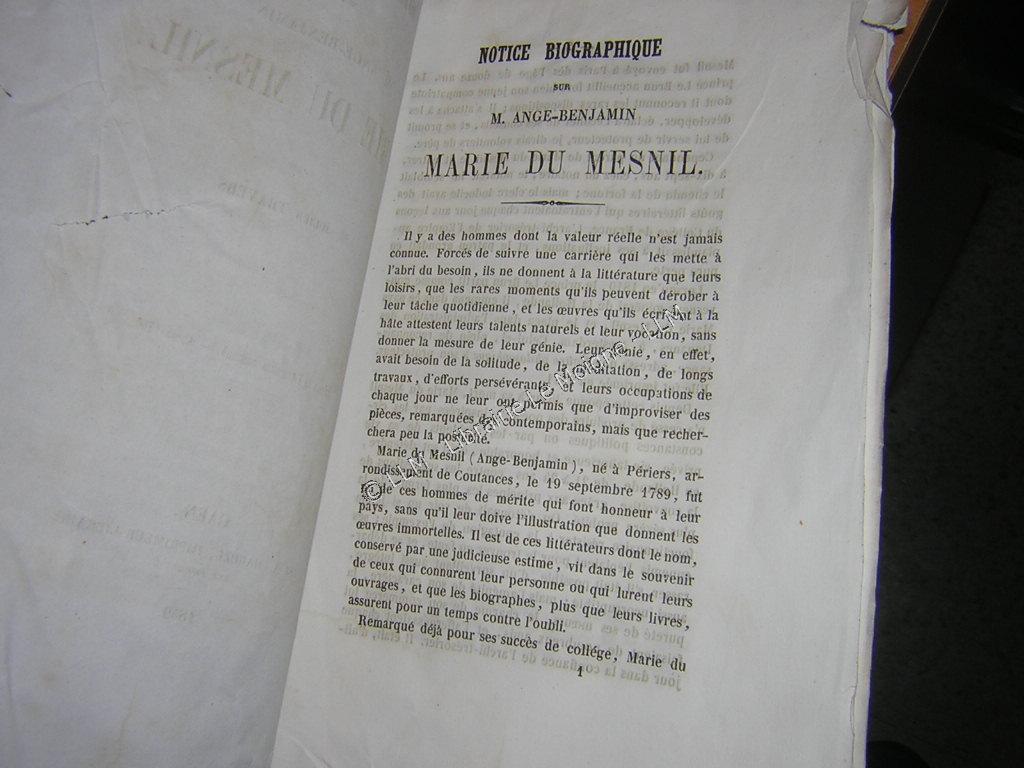 NOTICE BIOGRAPHIQUE
SUR
M. ANGE-BENJAMIN
MARIE DU MESNIL.
Il y a des hommes dont la valeur réelle n'est jamais
connue. Forcés de suivre une carrière qui les mette à
l'abri du besoin, ils ne donnent à la littérature que leurs
loisirs, que les rares moments qu'ils peuvent dérober à
leur tâche quotidienne, et les œuvres qu'ils écrivent à la
hâte attestent leurs talents naturels et leur vocation, sans
donner la mesure de leur génie. Leur génie, en effet,
avait besoin de la solitude, de la méditation, de longs
travaux, d'efforts persévérants, et leurs occupations de
chaque jour ne leur ont permis que d'improviser des
pièces, remarquées des contemporains, mais que recher-
chera peu la postérité.
Marie du Mesnil (Ange-Benjamin), né à Périers, ar-
rondissement de Coutances, le 19 septembre 1789, fut
un de ces hommes de mérite qui font honneur à leur
pays, sans qu'il leur doive l'illustration que donnent les
œuvres immortelles. Il est de ces littérateurs dont le nom,
conservé par une judicieuse estime, vit dans le souvenir
de ceux qui connurent leur personne ou qui lurent leurs
ouvrages, et que les biographes, plus que leurs livres,
assurent pour un temps contre l'oubli.
Remarqué déjà pour ses succès de collége, Marie du
1
© LLM Librairie Le Moigne - LLM